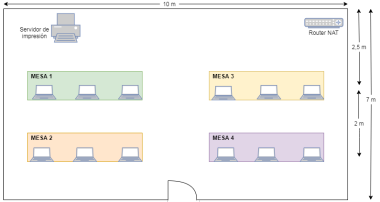 10 m
Servidor de
impresión
Router NAT
2,5 m
MESA 1
MESA 3
7 m
2 m
MESA 2
MESA 4